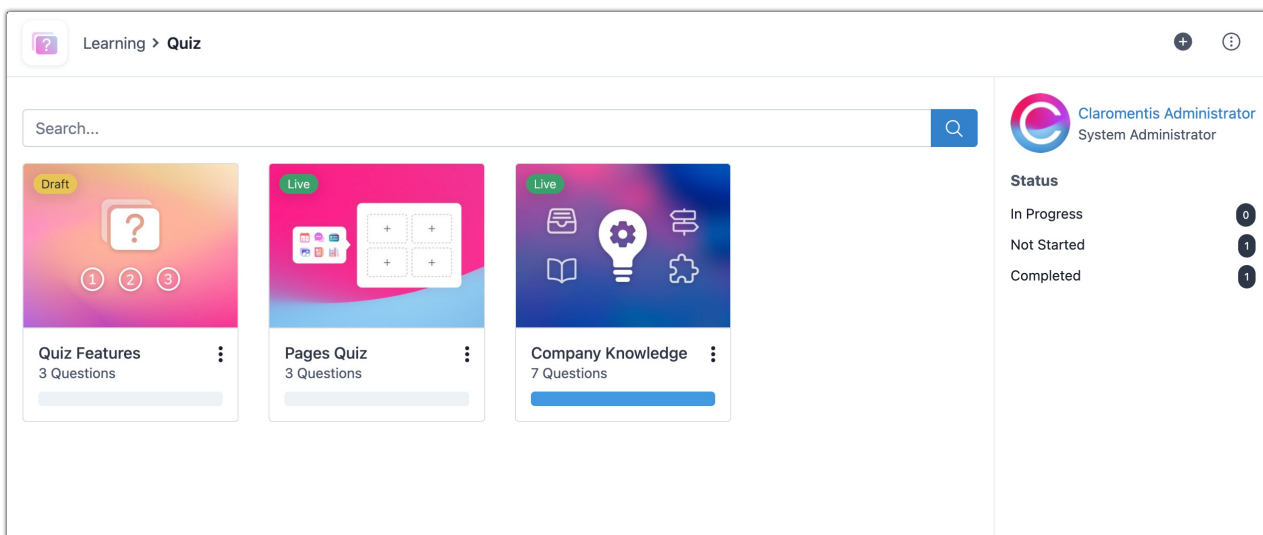 Learning > Quiz
Search...
Claromentis Administrator
System Administrator
Status
In Progress 0
Not Started 1
Completed 1
Draft
?
1 2 3
Quiz Features
3 Questions
Live
Pages Quiz
3 Questions
Live
Company Knowledge
7 Questions